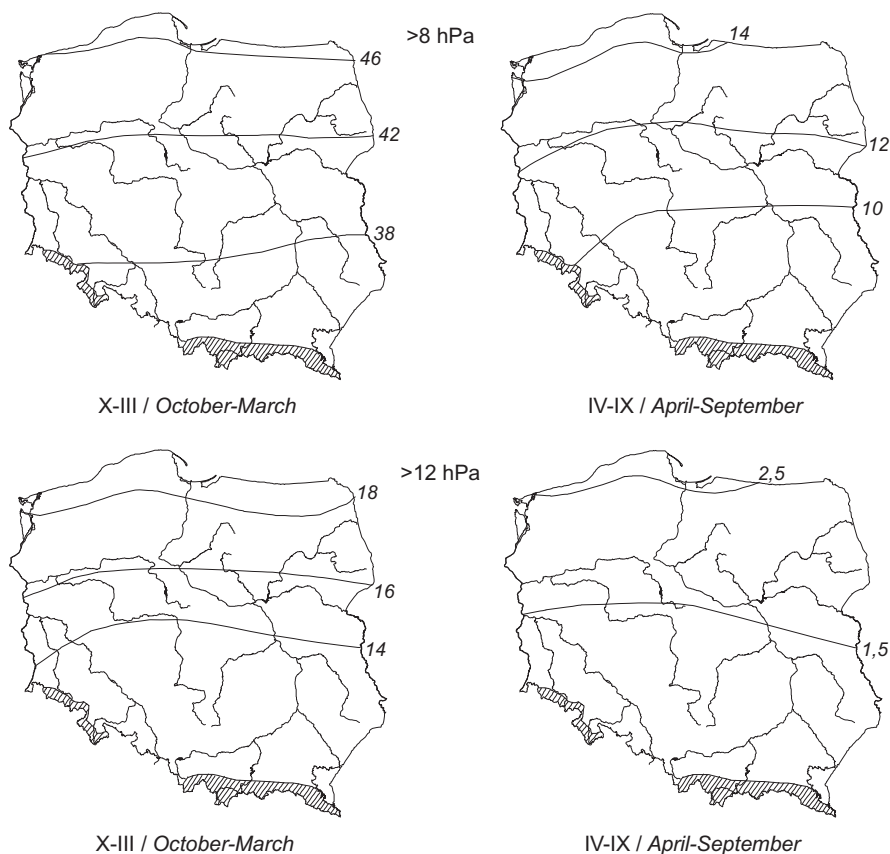 >8 hPa
14
46
42
12
10
38
X-III / October-March
IV-IX / April-September
>12 hPa
2,5
18
16
14
1,5
X-III / October-March
IV-IX / April-September